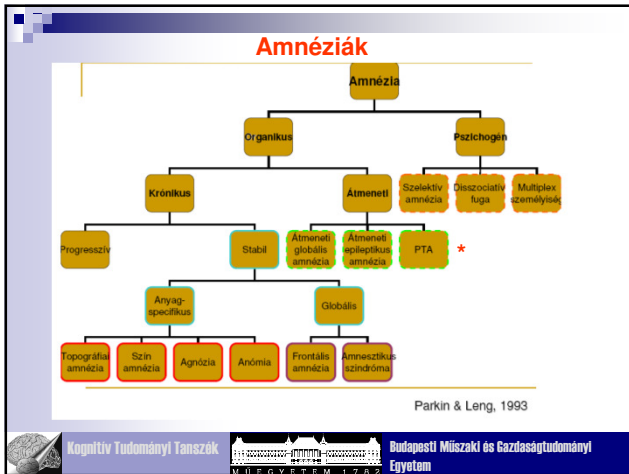 Amnéziák
Amnézia
Organikus
Pszichogén
Krónikus
Átmeneti
Szelektív
amnézia
Disszociatív
fuga
Multiplex
személyiség
Progresszív
Stabil
Átmeneti
globális
amnézia
Átmeneti
epileptikus
amnézia
PTA
*
Anyag-
specifikus
Globális
Topográfiai
amnézia
Szín
amnézia
Agnózia
Anómia
Frontális
amnézia
Amnesztikus
szindróma
Parkin & Leng, 1993
Kognitív Tudományi Tanszék
MŰEGYETEM 1782
Budapesti Műszaki és Gazdaságtudományi
Egyetem